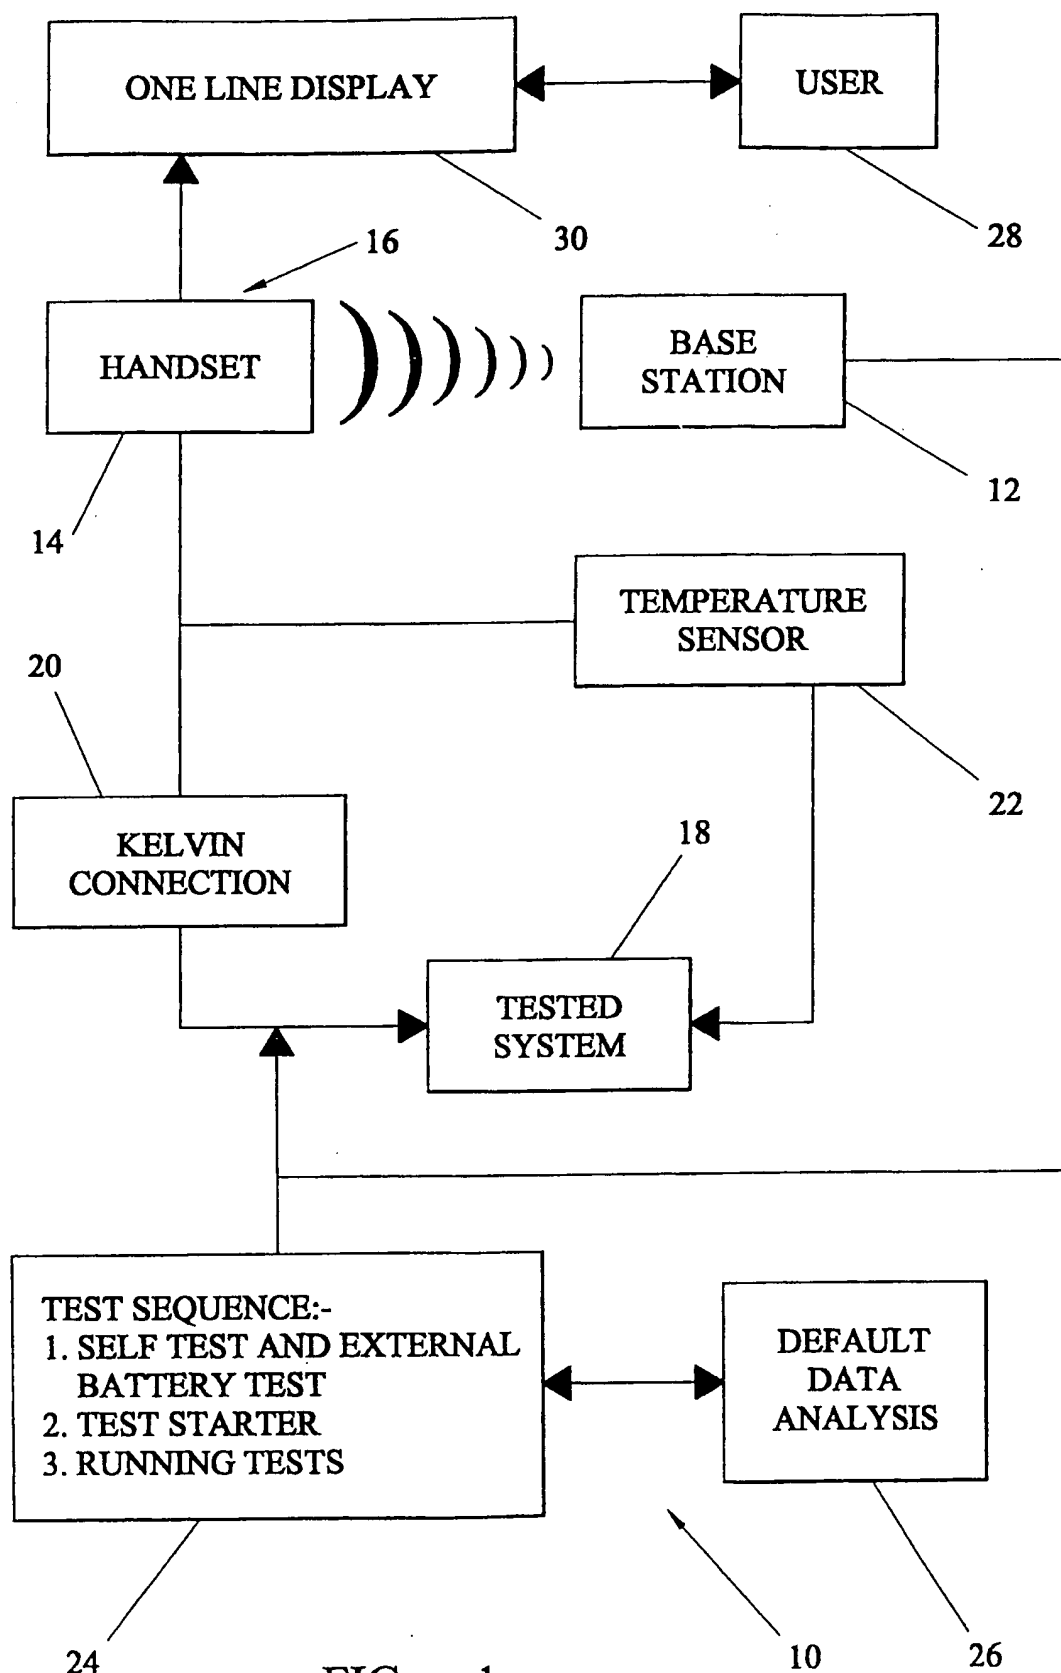 ONE LINE DISPLAY
USER
30
28
16
HANDSET
BASE
STATION
14
12
TEMPERATURE
SENSOR
20
22
KELVIN
CONNECTION
18
TESTED
SYSTEM
TEST SEQUENCE:-
1. SELF TEST AND EXTERNAL
BATTERY TEST
2. TEST STARTER
3. RUNNING TESTS
DEFAULT
DATA
ANALYSIS
24
10
26
FIG. 1